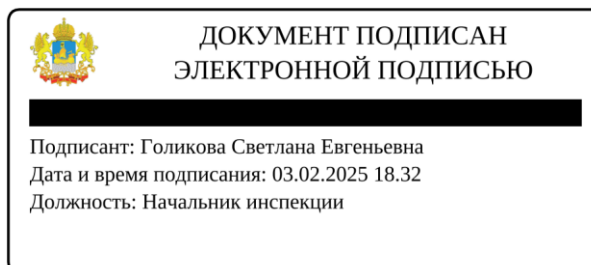 ДОКУМЕНТ ПОДПИСАН
ЭЛЕКТРОННОЙ ПОДПИСЬЮ
Подписант: Голикова Светлана Евгеньевна
Дата и время подписания: 03.02.2025 18.32
Должность: Начальник инспекции